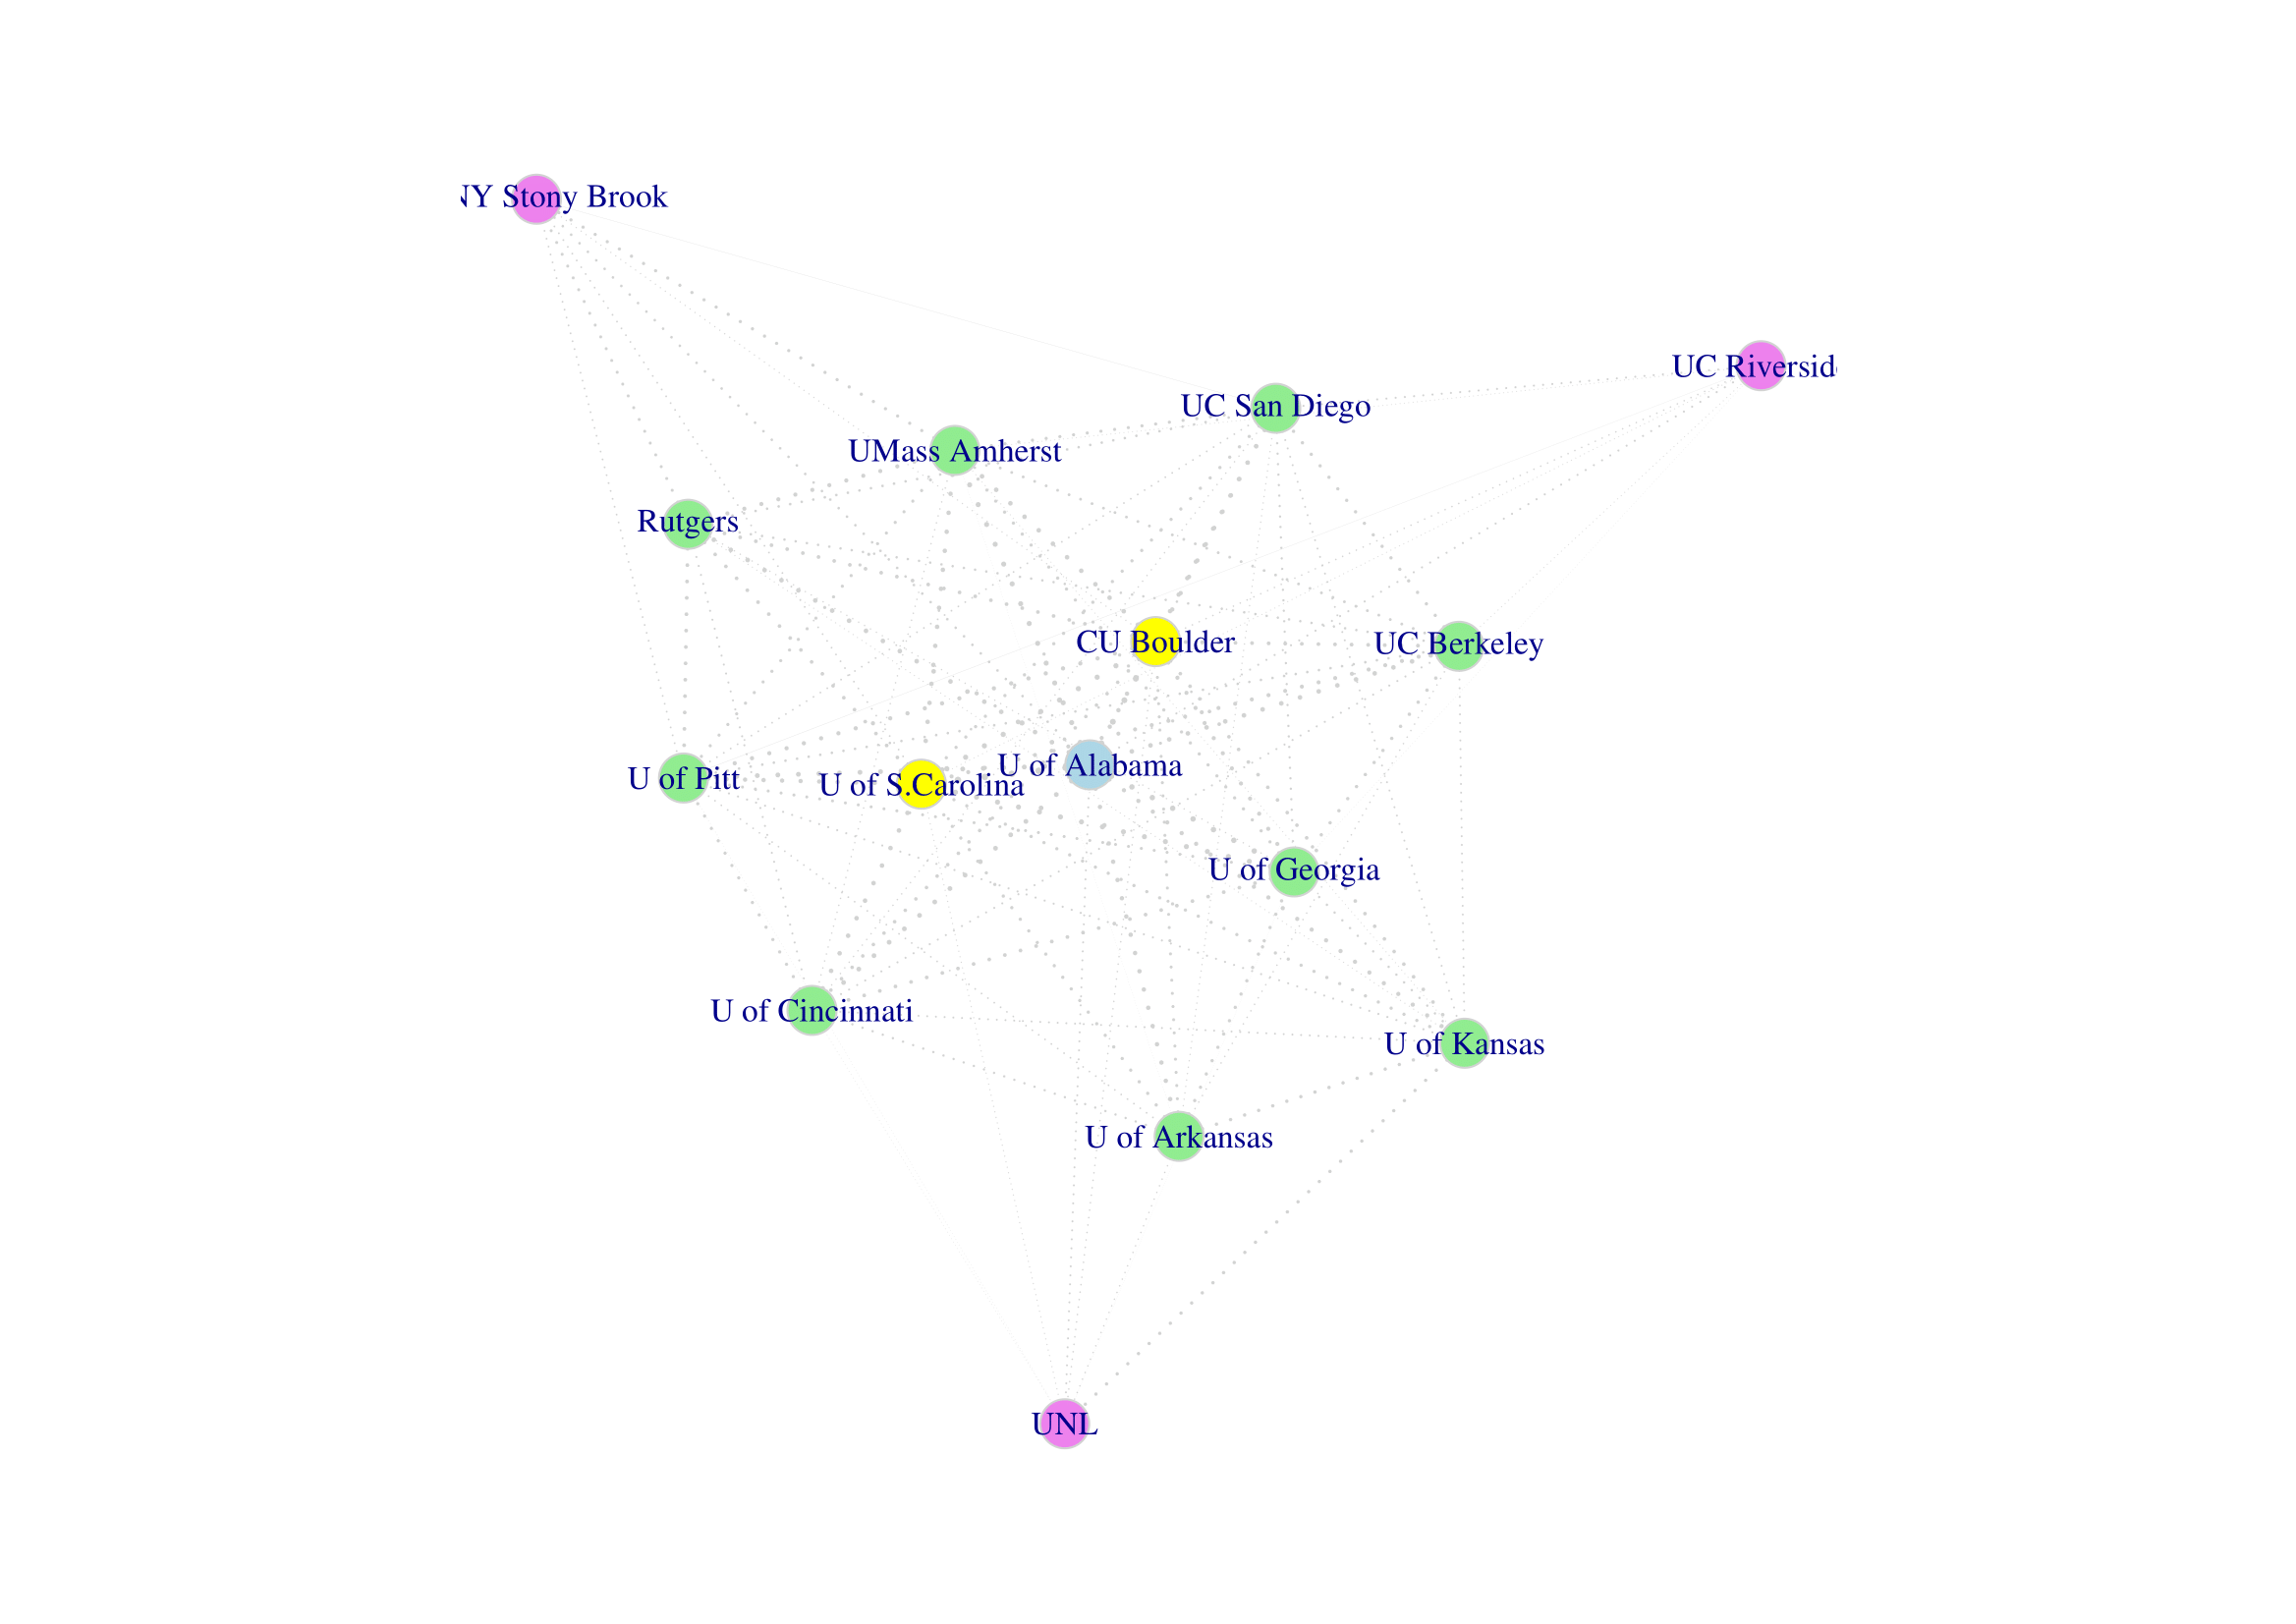 NY Stony Brook
UC Riversid
UC San Diego
UMass Amherst
Rutgers
CU Boulder
UC Berkeley
U of Alabama
U of Pitt
U of S.Carolina
U of Georgia
U of Cincinnati
U of Kansas
U of Arkansas
UNL